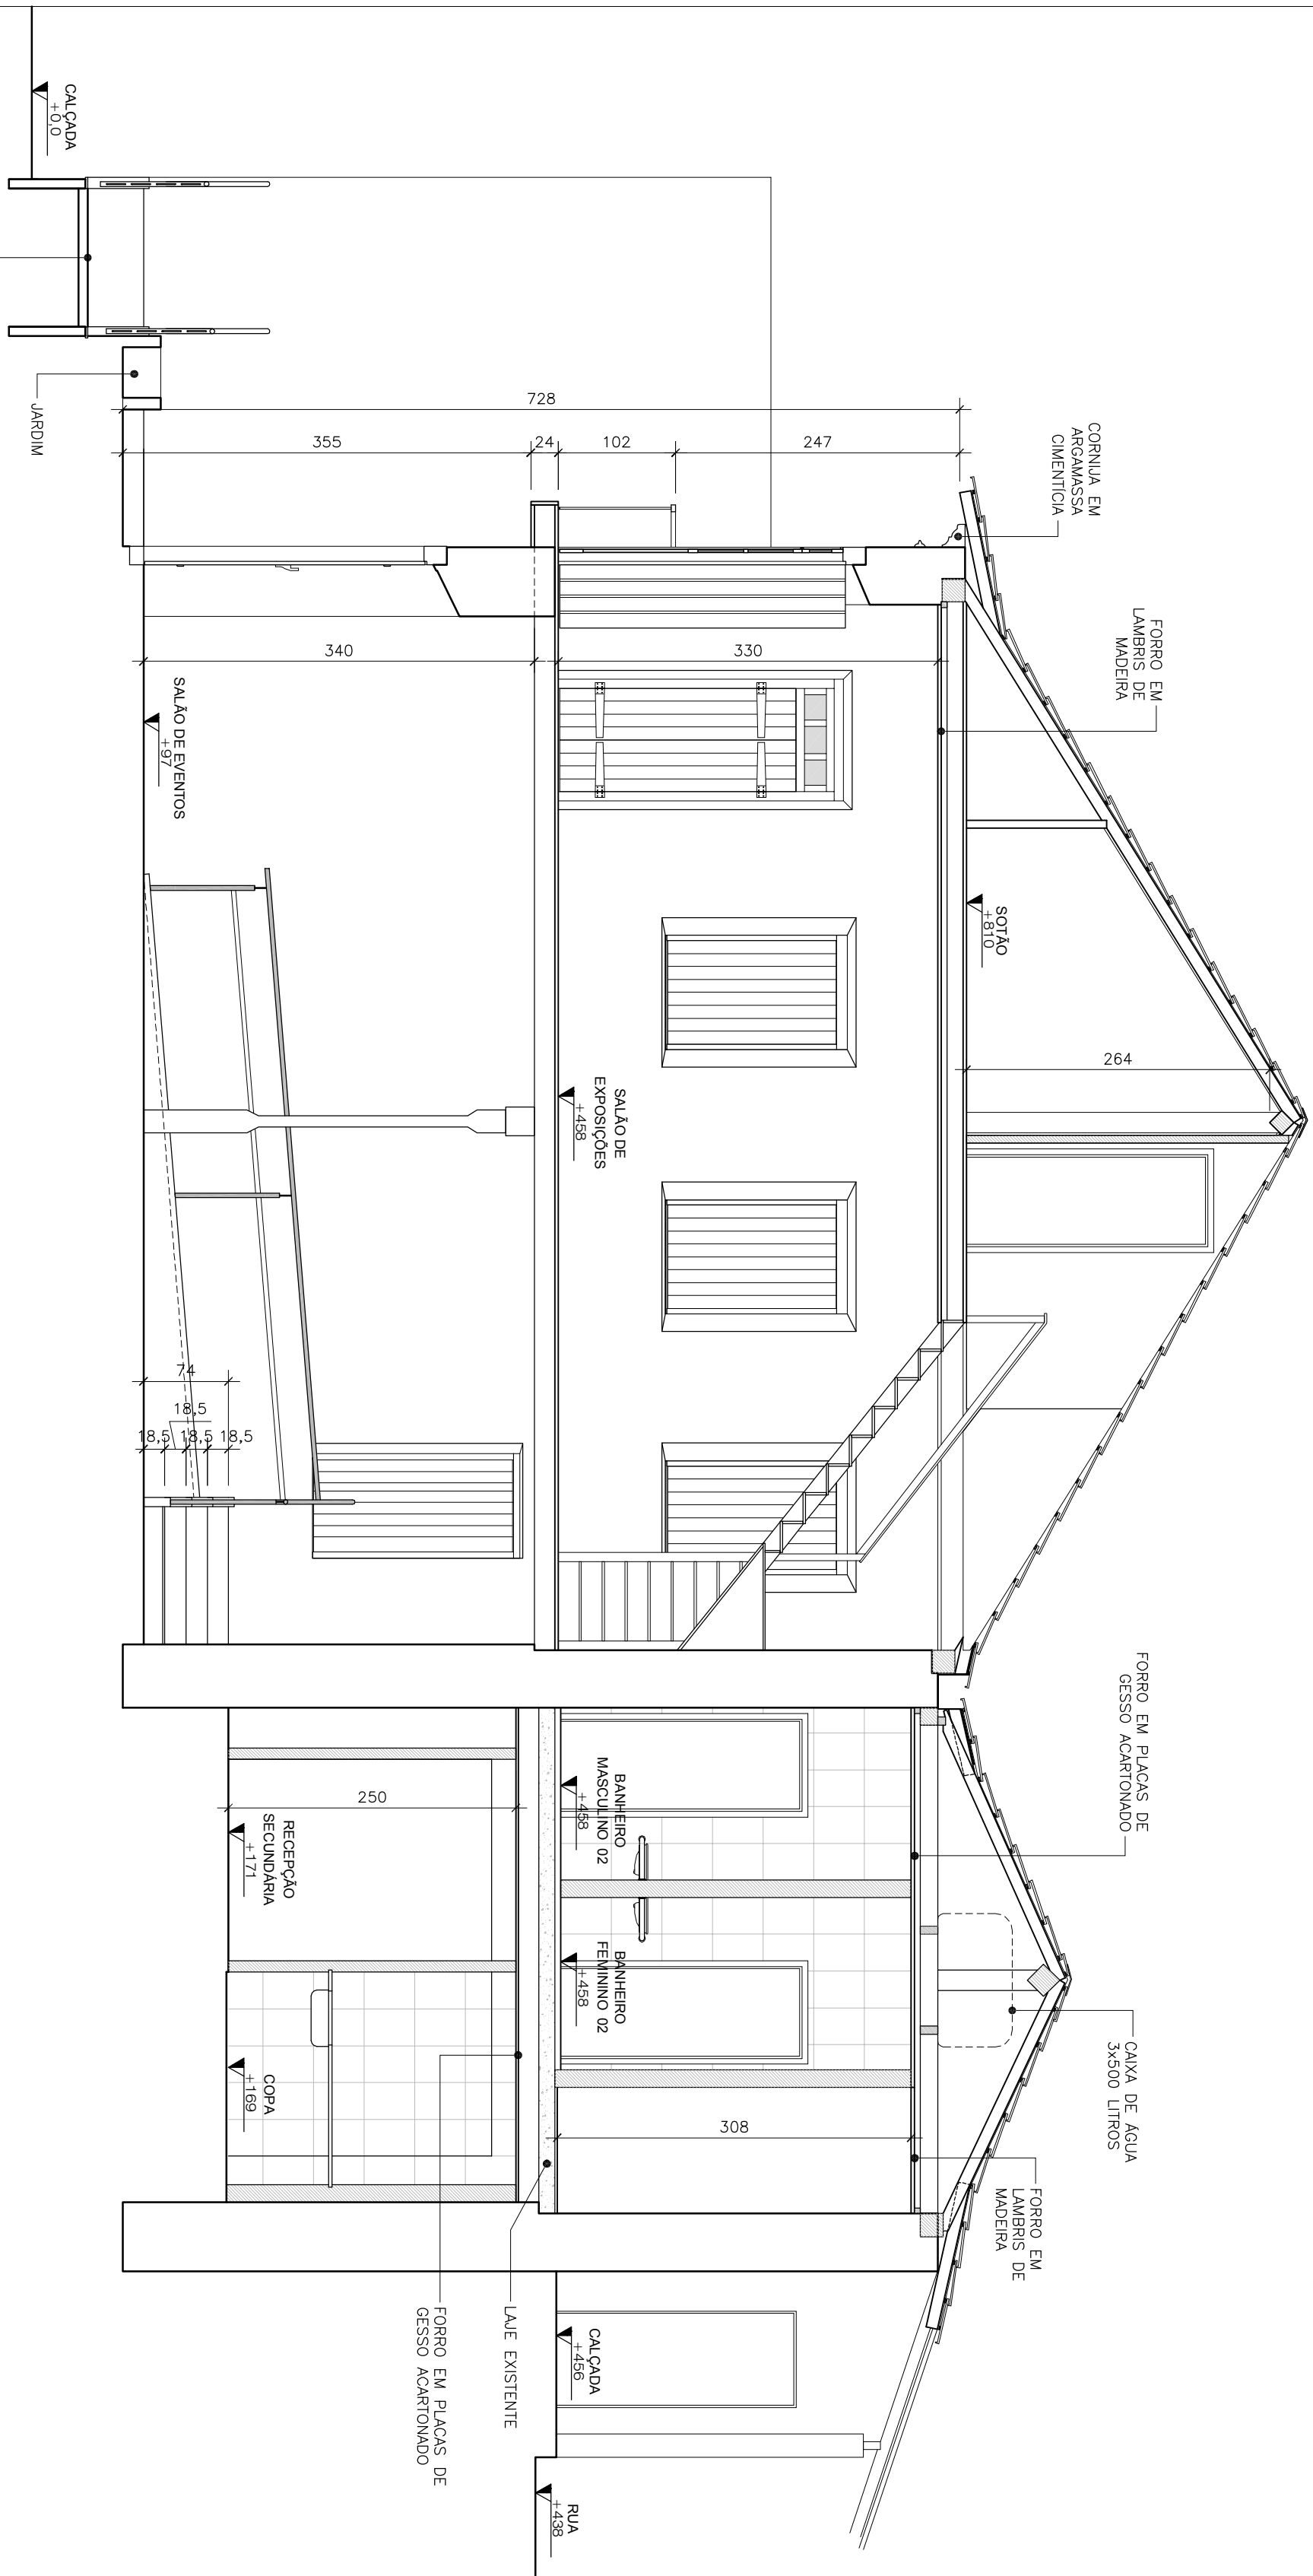 CALÇADA
+0,0
JARDIM
728
355
24
102
247
CORNIJA EM
ARGAMASSA
CIMENTÍCIA
FORRO EM
LAMBRIS DE
MADEIRA
340
330
SALÃO DE EVENTOS
+97
SOTÃO
+810
264
SALÃO DE
EXPOSIÇÕES
+458
74
18,5
18,5
18,5
18,5
FORRO EM PLACAS DE
GESSO ACARTONADO
BANHEIRO
MASCULINO 02
+458
BANHEIRO
FEMININO 02
+458
250
RECEPÇÃO
SECUNDÁRIA
+171
COPA
+169
CAIXA DE ÁGUA
3x500 LITROS
308
FORRO EM
LAMBRIS DE
MADEIRA
LAJE EXISTENTE
FORRO EM PLACAS DE
GESSO ACARTONADO
CALÇADA
+456
RUA
+438